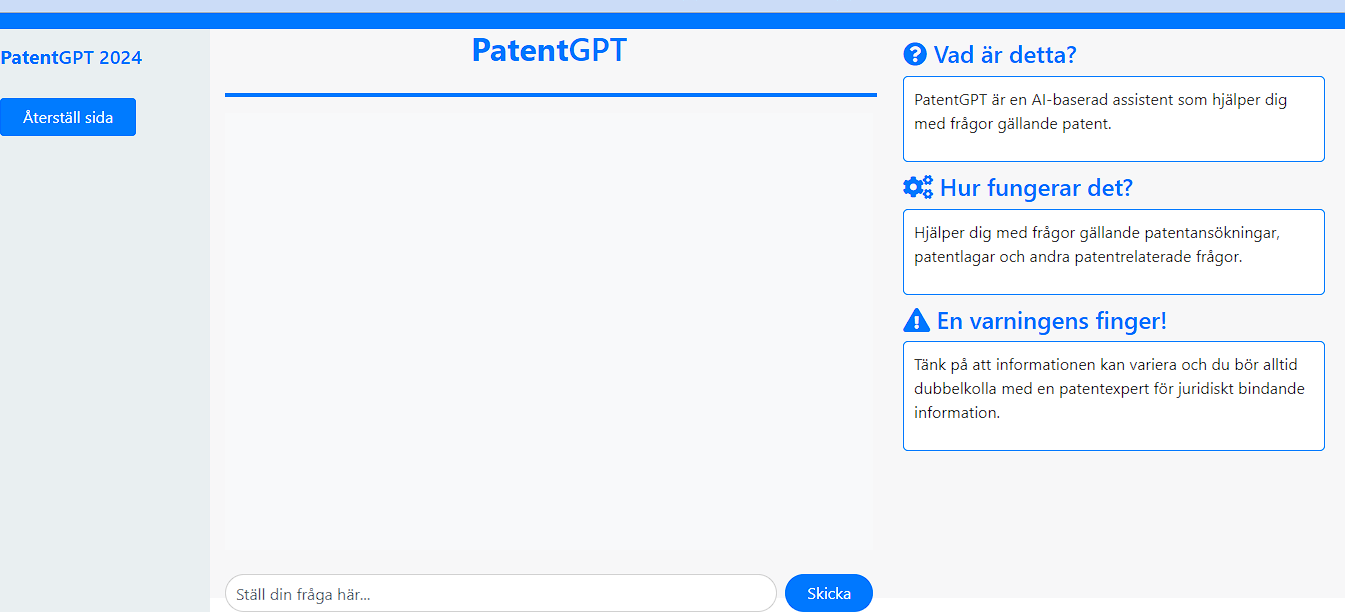 PatentGPT 2024
Återställ sida
PatentGPT
Ställ din fråga här...
Skicka
Vad är detta?
PatentGPT är en AI-baserad assistent som hjälper dig
med frågor gällande patent.
Hur fungerar det?
Hjälper dig med frågor gällande patentansökningar,
patentlagar och andra patentrelaterade frågor.
En varningens finger!
Tänk på att informationen kan variera och du bör alltid
dubbelkolla med en patentexpert för juridiskt bindande
information.